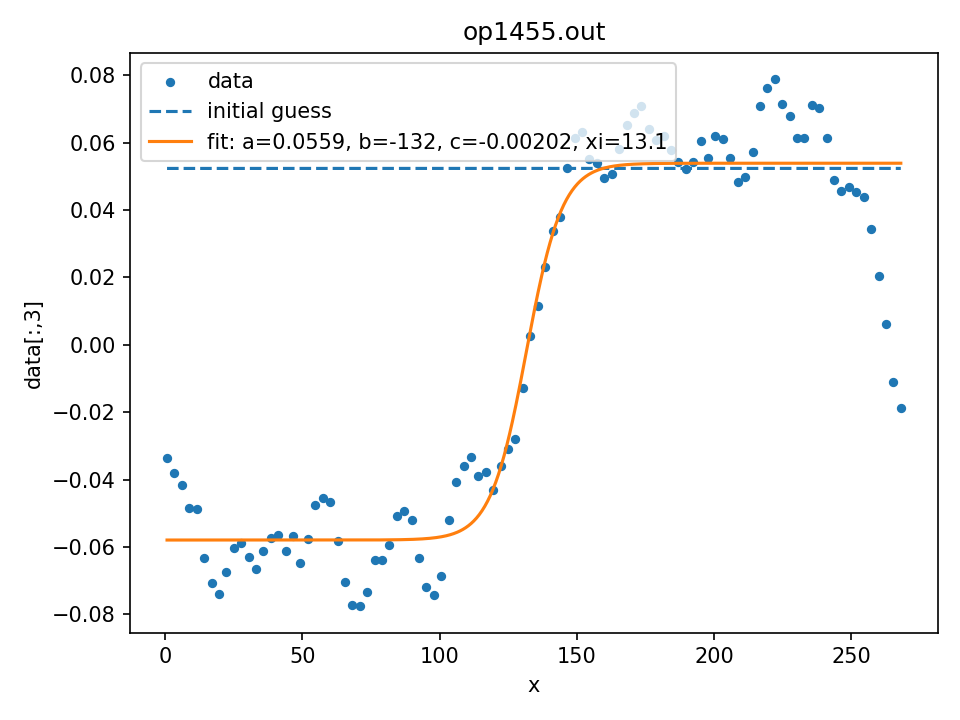 op1455.out
data
initial guess
fit: a=0.0559, b=-132, c=-0.00202, xi=13.1
0.08
0.06
0.04
0.02
0.00
−0.02
−0.04
−0.06
−0.08
data[:,3]
0 50 100 150 200 250
x